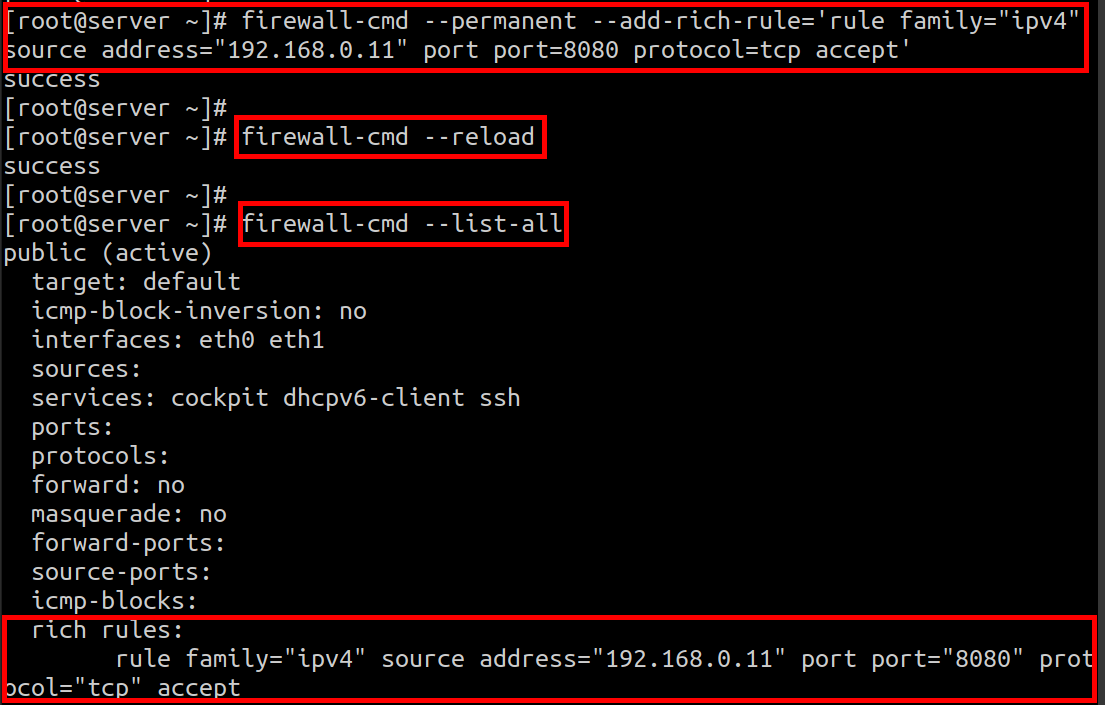 [root@server ~]# firewall-cmd --permanent --add-rich-rule='rule family="ipv4"
source address="192.168.0.11" port port=8080 protocol=tcp accept'
success
[root@server ~]#
[root@server ~]# firewall-cmd --reload
success
[root@server ~]#
[root@server ~]# firewall-cmd --list-all
public (active)
  target: default
  icmp-block-inversion: no
  interfaces: eth0 eth1
  sources:
  services: cockpit dhcpv6-client ssh
  ports:
  protocols:
  forward: no
  masquerade: no
  forward-ports:
  source-ports:
  icmp-blocks:
  rich rules:
        rule family="ipv4" source address="192.168.0.11" port port="8080" prot
ocol="tcp" accept